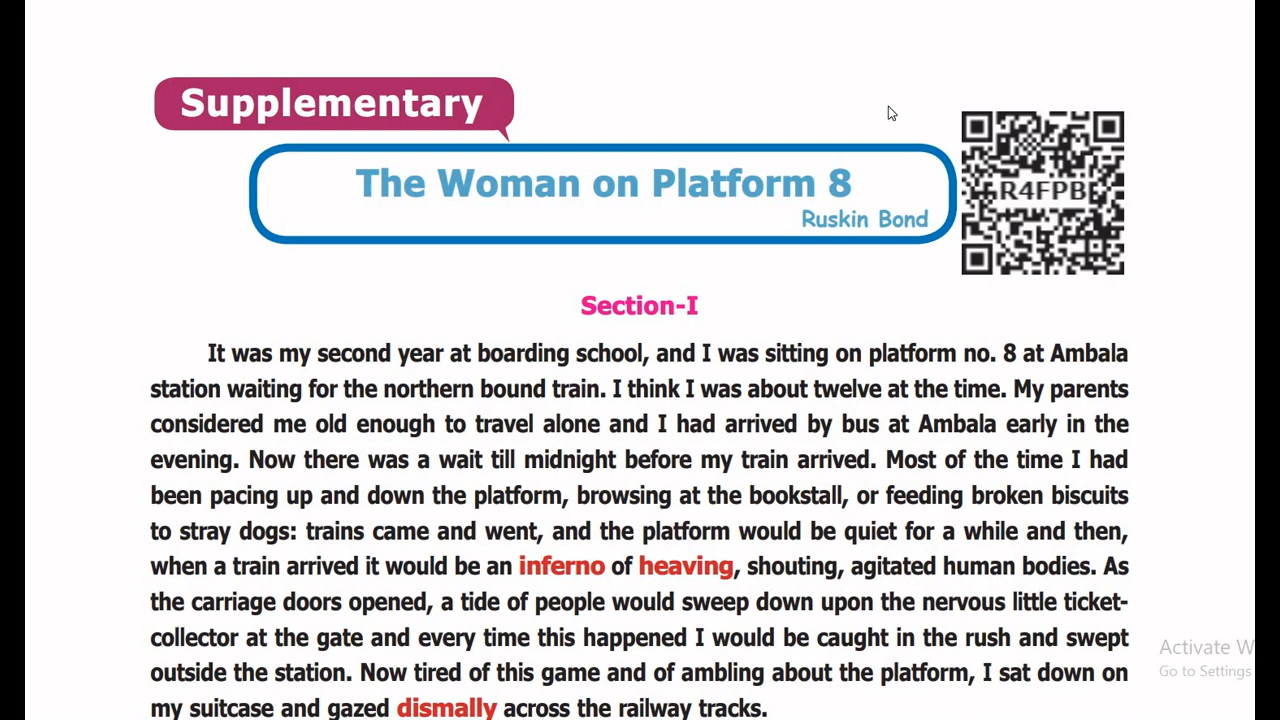 Supplementary
The Woman on Platform 8
Ruskin Bond
R4FPB
Section-I
It was my second year at boarding school, and I was sitting on platform no. 8 at Ambala
station waiting for the northern bound train. I think I was about twelve at the time. My parents
considered me old enough to travel alone and I had arrived by bus at Ambala early in the
evening. Now there was a wait till midnight before my train arrived. Most of the time I had
been pacing up and down the platform, browsing at the bookstall, or feeding broken biscuits
to stray dogs: trains came and went, and the platform would be quiet for a while and then,
when a train arrived it would be an inferno of heaving, shouting, agitated human bodies. As
the carriage doors opened, a tide of people would sweep down upon the nervous little ticket-
collector at the gate and every time this happened I would be caught in the rush and swept
outside the station. Now tired of this game and of ambling about the platform, I sat down on
my suitcase and gazed dismally across the railway tracks.
Activate W
Go to Settings